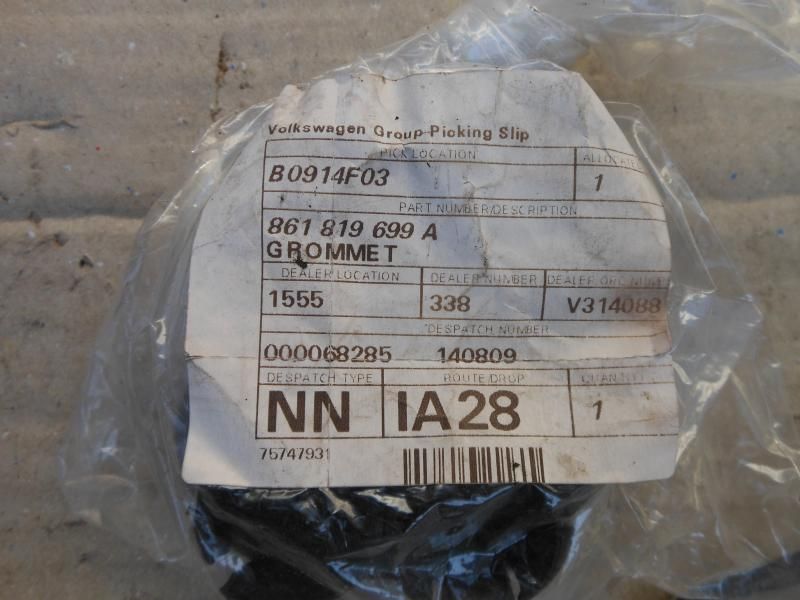 Volkswagen Group Picking Slip
PICK LOCATION
B0914F03 1
PART NUMBER/DESCRIPTION
861 819 699 A
GROMMET
DEALER LOCATION DEALER NUMBER DEALER
1555 338 V314088
DESPATCH NUMBER
000068285 140809
DESPATCH TYPE ROUTE/DROP
NN IA28 1
75747931